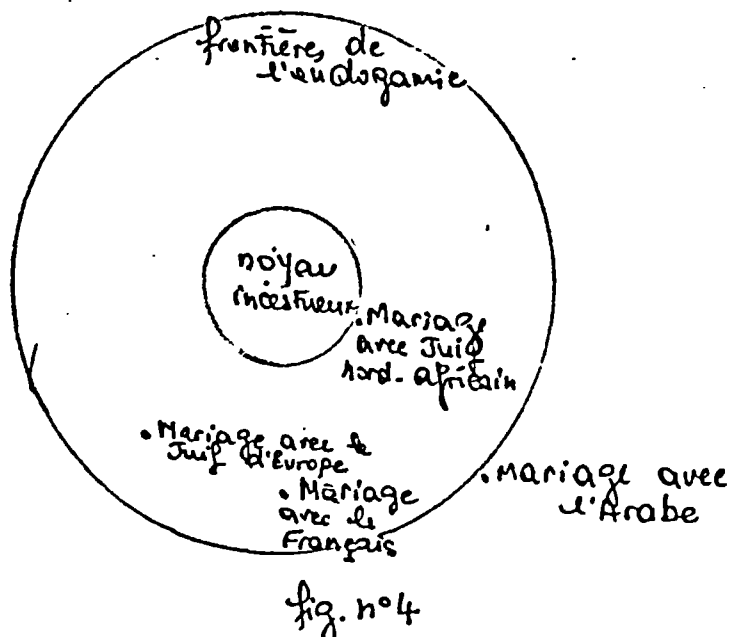 frontières de
l'endogamie
noyau
incestueux
.Mariage
avec Juif
nord-africain
.Mariage avec le
Juif d'Europe
.Mariage
avec le
Français
.Mariage avec
l'Arabe
fig. n°4